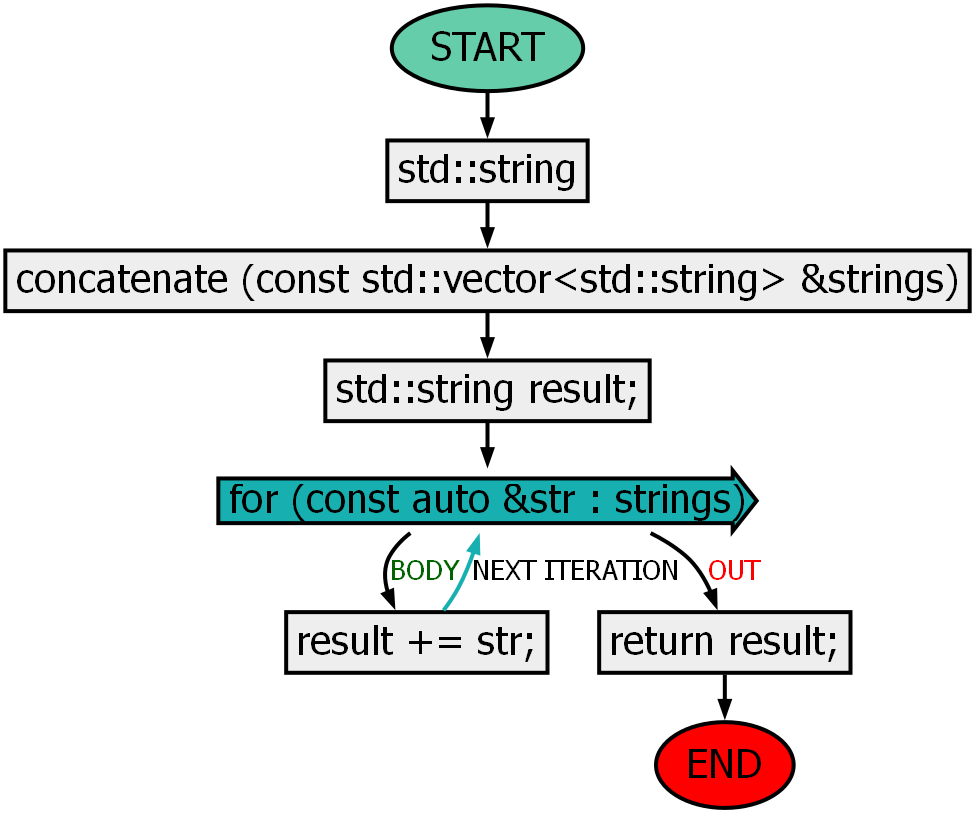 START
std::string
concatenate (const std::vector<std::string> &strings)
std::string result;
for (const auto &str : strings)
BODY
NEXT ITERATION
OUT
result += str;
return result;
END